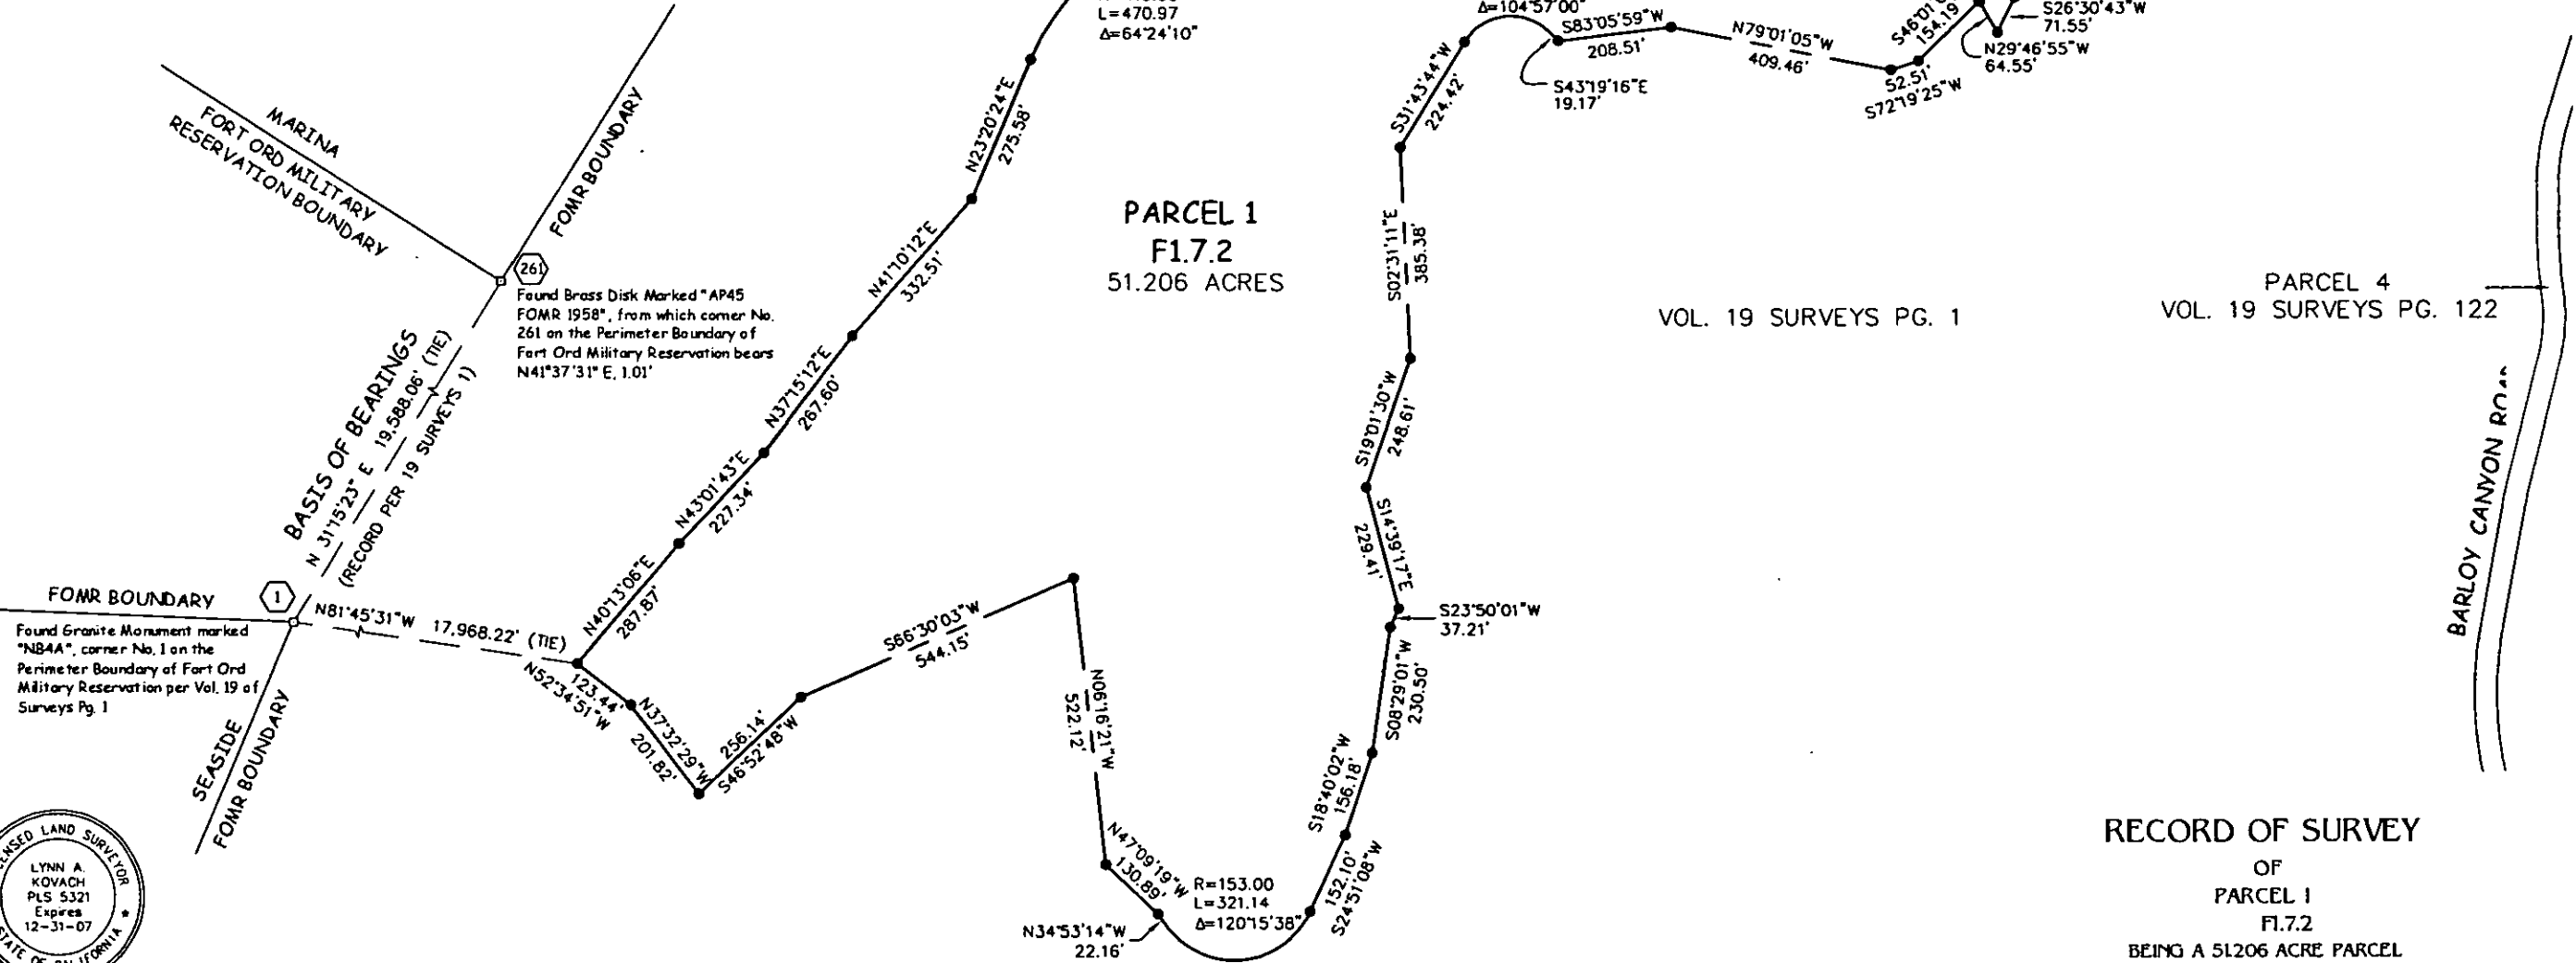 L=470.97
Δ=64°24'10"
Δ=104°57'00"
S83°05'59"W
208.51'
S43°19'16"E
19.17'
N79°01'05"W
409.46'
S46°01'
154.19'
52.51'
S72°19'25"W
S26°30'43"W
71.55'
N29°46'55"W
64.55'
MARINA
FORT ORD MILITARY
RESERVATION BOUNDARY
FOMR BOUNDARY
261
Found Brass Disk Marked "AP45
FOMR 1958", from which corner No.
261 on the Perimeter Boundary of
Fort Ord Military Reservation bears
N41°37'31" E, 1.01'
BASIS OF BEARINGS
N 31°15'23" E 19,588.06' (TIE)
(RECORD PER 19 SURVEYS 1)
N23°20'24"E
275.58'
N41°10'12"E
332.51'
N37°15'12"E
267.60'
N43°01'43"E
227.34'
N40°13'06"E
287.87'
PARCEL 1
F1.7.2
51.206 ACRES
S31°43'44"W
224.42'
S02°31'11"E
385.38'
S19°01'30"W
248.61'
S14°39'17"E
229.41'
S23°50'01"W
37.21'
S08°29'01"W
230.50'
S18°40'02"W
156.18'
152.10'
S24°51'08"W
VOL. 19 SURVEYS PG. 1
PARCEL 4
VOL. 19 SURVEYS PG. 122
BARLOY CANYON ROAD
FOMR BOUNDARY
1
N81°45'31"W 17,968.22' (TIE)
Found Granite Monument marked
"NB4A", corner No. 1 on the
Perimeter Boundary of Fort Ord
Military Reservation per Vol. 19 of
Surveys Pg. 1
SEASIDE
FOMR BOUNDARY
123.44'
N52°34'51"W
N37°32'29"W
201.82'
256.14'
S46°52'48"W
S66°30'03"W
544.15'
N06°16'21"W
522.12'
N47°09'19"W
130.89'
N34°53'14"W
22.16'
R=153.00
L=321.14
Δ=120°15'38"
LICENSED LAND SURVEYOR
LYNN A.
KOVACH
PLS 5321
Expires
12-31-07
STATE OF CALIFORNIA
RECORD OF SURVEY
OF
PARCEL 1
F1.7.2
BEING A 51.206 ACRE PARCEL